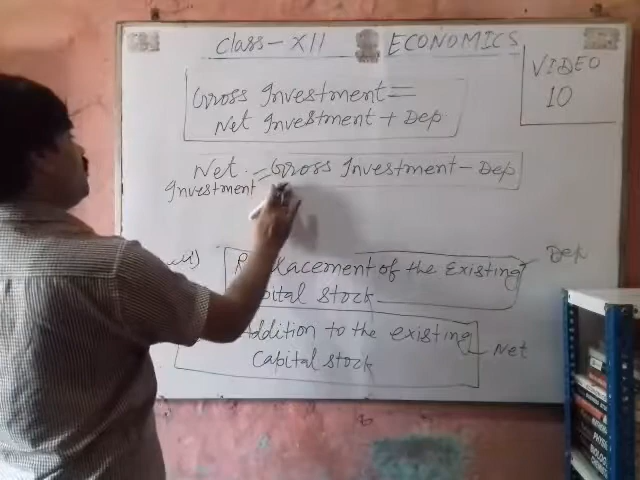 Class - XII ECONOMICS
VIDEO
10
Gross Investment =
Net Investment + Dep
Net = Gross Investment - Dep
Investment
Replacement of the Existing Dep
Capital stock
Addition to the existing
Capital stock Net